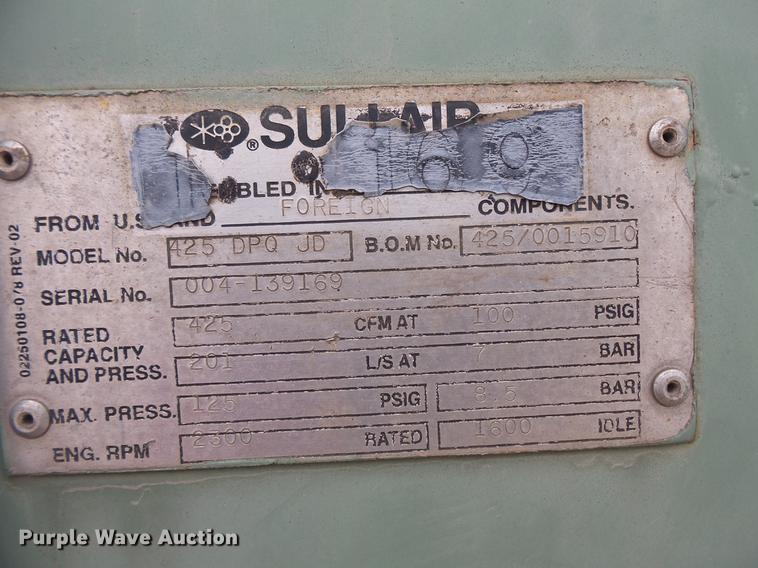 ® SULLAIR
169
EMBLED IN
FROM U.S. AND FOREIGN COMPONENTS.
MODEL No. 425 DPQ JD B.O.M No. 425/0015910
SERIAL No. 004-139169
RATED CAPACITY AND PRESS. 425 CFM AT 100 PSIG
201 L/S AT 7 BAR
MAX. PRESS. 125 PSIG 8.5 BAR
ENG. RPM 2300 RATED 1600 IDLE
02250108-078 REV-02
Purple Wave Auction